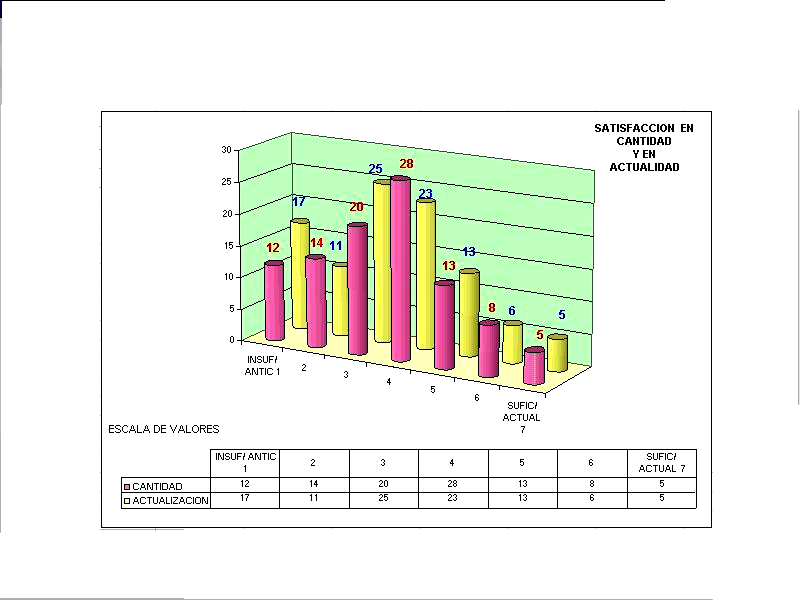 SATISFACCION EN
CANTIDAD
Y EN
ACTUALIDAD
30
25
20
15
10
5
0
12
17
14
11
20
25
28
23
13
13
8
6
5
5
INSUF/
ANTIC 1
2
3
4
5
6
SUFIC/
ACTUAL
7
ESCALA DE VALORES
INSUF/ ANTIC
1
2
3
4
5
6
SUFIC/
ACTUAL 7
CANTIDAD 12 14 20 28 13 8 5
ACTUALIZACION 17 11 25 23 13 6 5